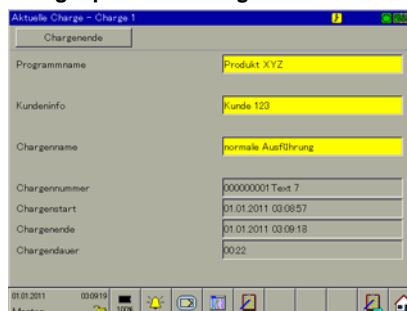 Aktuelle Charge - Charge 1
Chargenende
Programmname Produkt XYZ
Kundeninfo Kunde 123
Chargenname normale Ausführung
Chargennummer 000000001Text 7
Chargenstart 01.01.2011 03:08:57
Chargenende 01.01.2011 03:09:18
Chargendauer 00:22
01.01.2011 03:09:19
100%